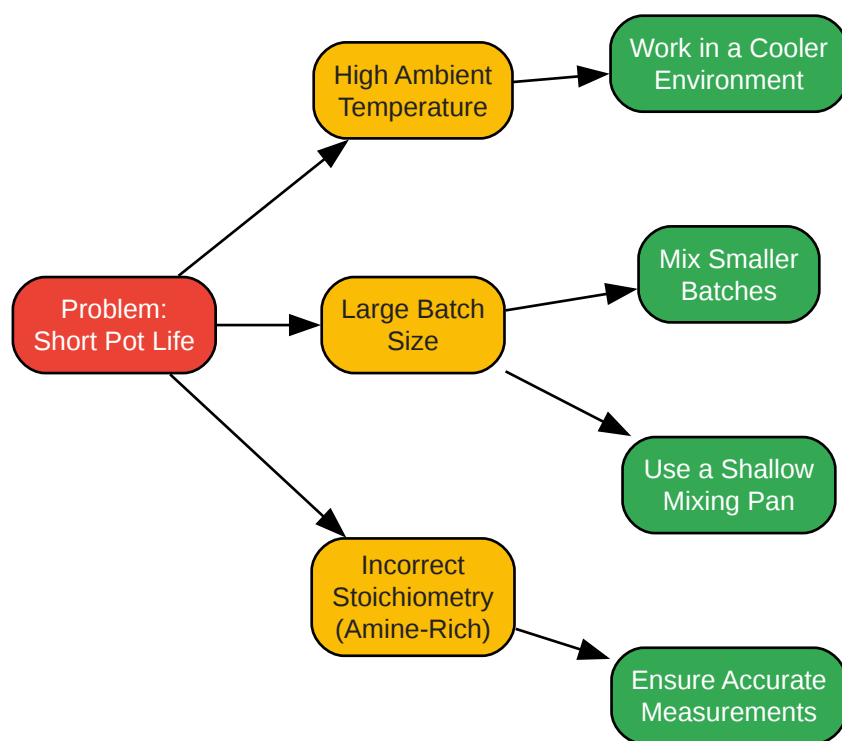 Problem:
Short Pot Life
High Ambient
Temperature
Work in a Cooler
Environment
Large Batch
Size
Mix Smaller
Batches
Use a Shallow
Mixing Pan
Incorrect
Stoichiometry
(Amine-Rich)
Ensure Accurate
Measurements